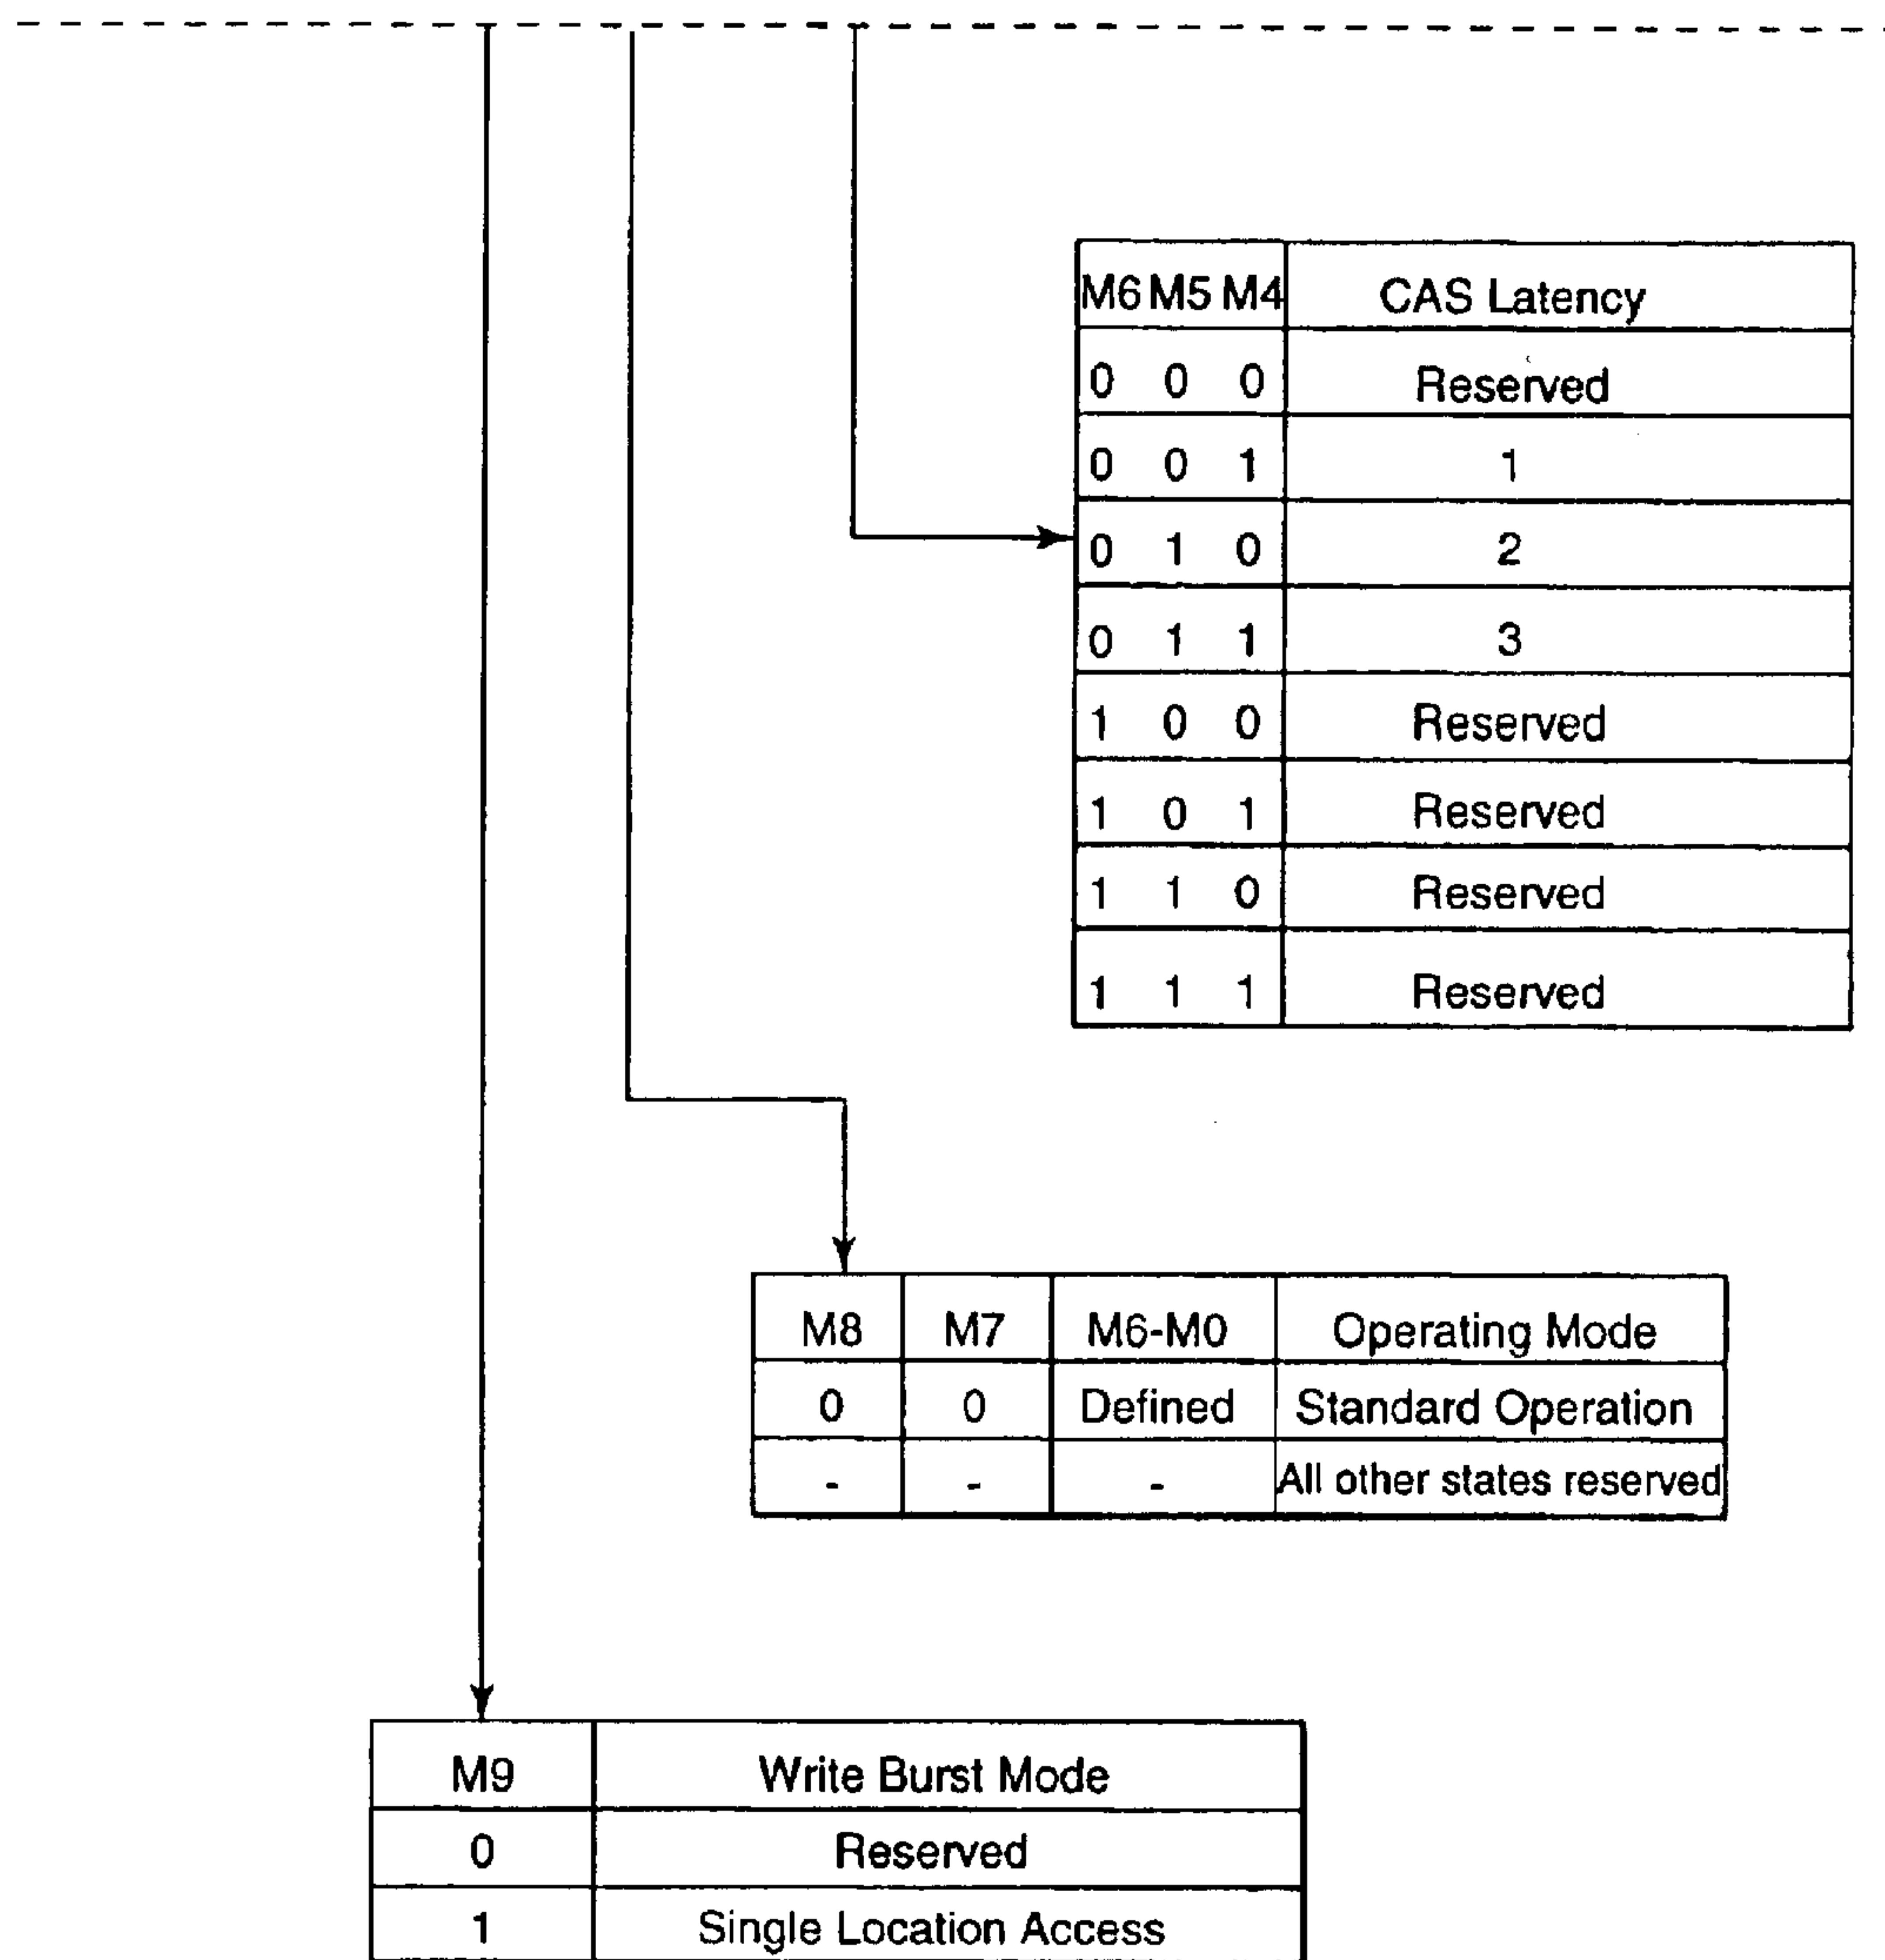 M6 M5 M4 CAS Latency
0 0 0 Reserved
0 0 1 1
0 1 0 2
0 1 1 3
1 0 0 Reserved
1 0 1 Reserved
1 1 0 Reserved
1 1 1 Reserved
M8 M7 M6-M0 Operating Mode
0 0 Defined Standard Operation
- - - All other states reserved
M9 Write Burst Mode
0 Reserved
1 Single Location Access